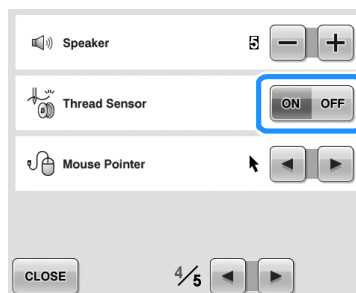 Speaker 5 − +
Thread Sensor ON OFF
Mouse Pointer
CLOSE 4/5